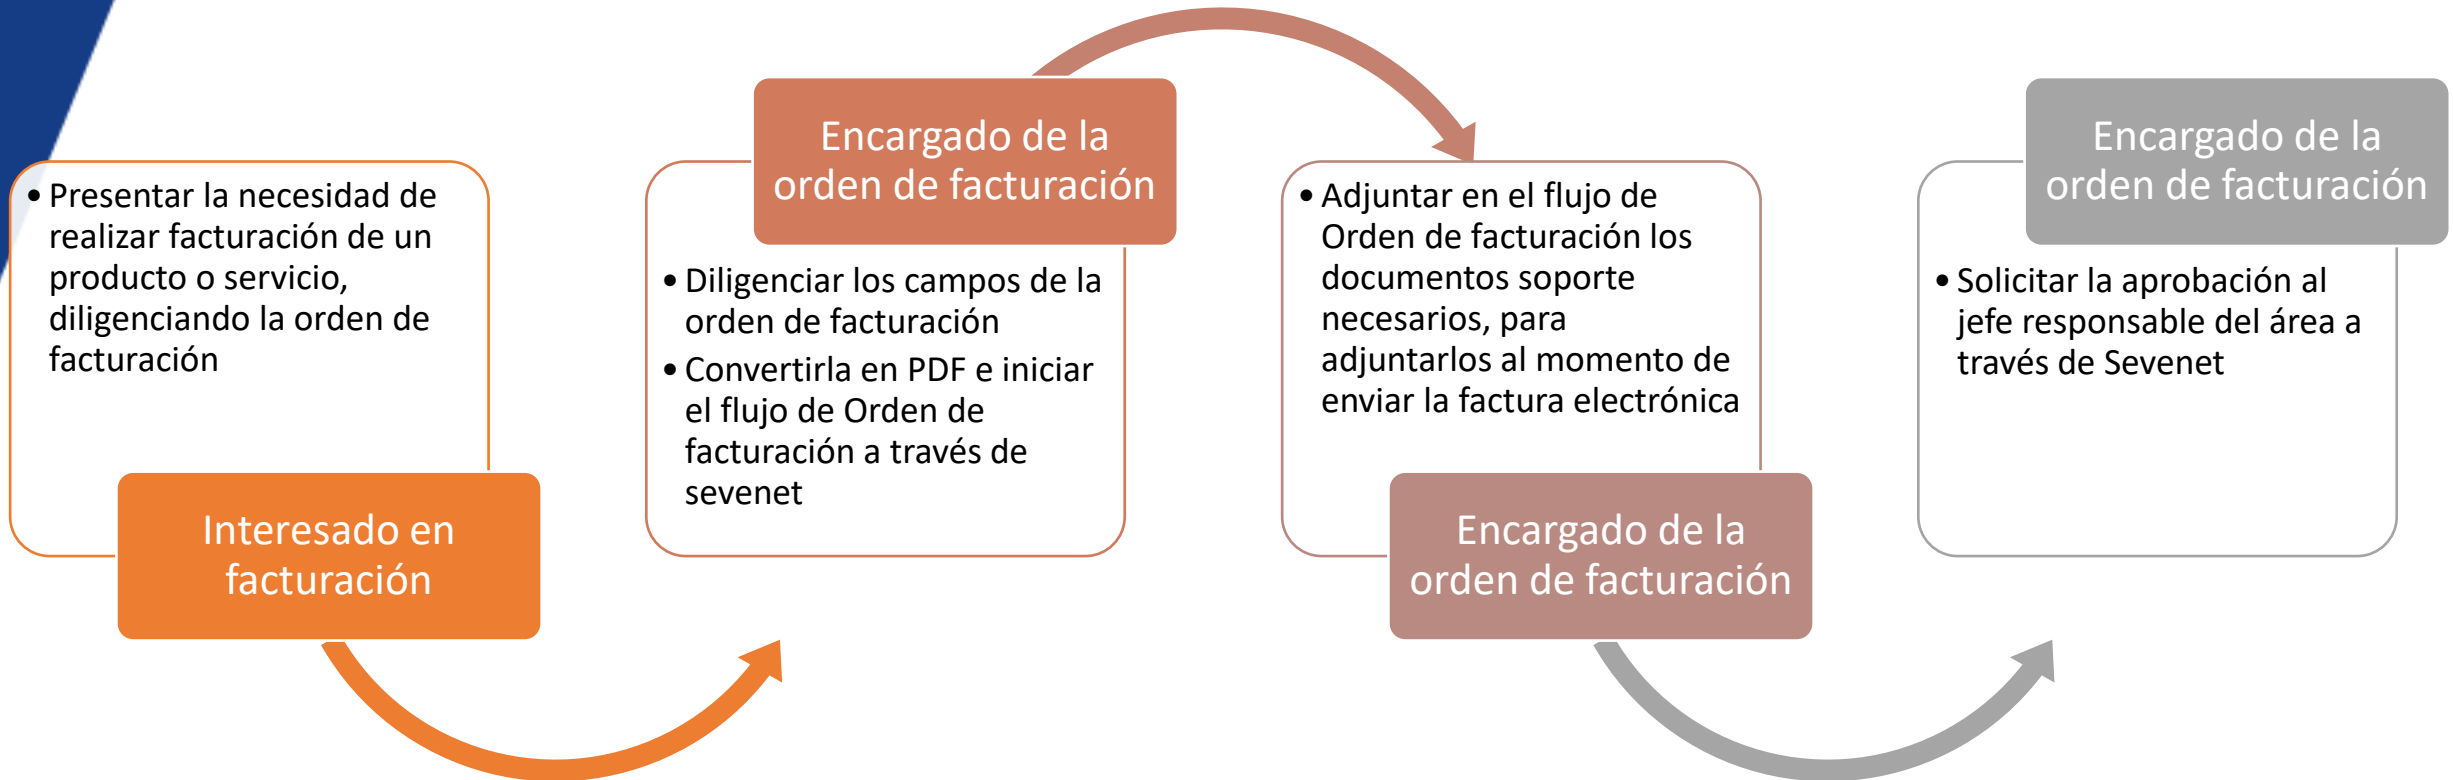 • Presentar la necesidad de
realizar facturación de un
producto o servicio,
diligenciando la orden de
facturación
Interesado en
facturación
Encargado de la
orden de facturación
• Diligenciar los campos de la
orden de facturación
• Convertirla en PDF e iniciar
el flujo de Orden de
facturación a través de
sevenet
• Adjuntar en el flujo de
Orden de facturación los
documentos soporte
necesarios, para
adjuntarlos al momento de
enviar la factura electrónica
Encargado de la
orden de facturación
Encargado de la
orden de facturación
• Solicitar la aprobación al
jefe responsable del área a
través de Sevenet